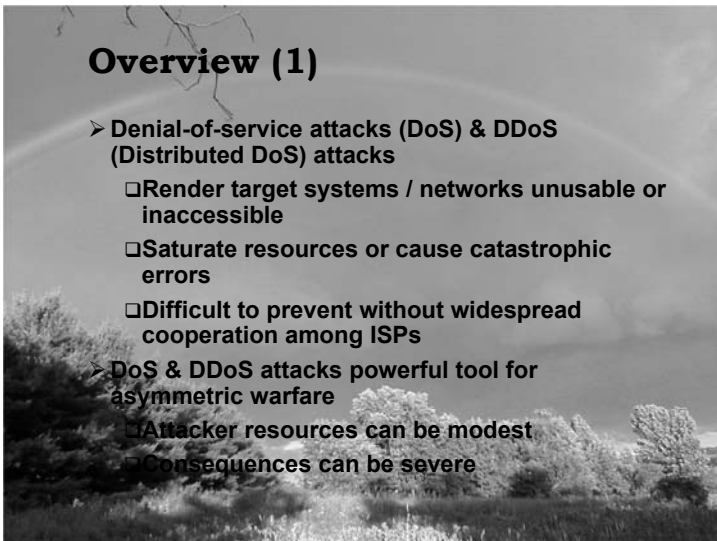 Overview (1)
➢ Denial-of-service attacks (DoS) & DDoS
(Distributed DoS) attacks
❑Render target systems / networks unusable or
inaccessible
❑Saturate resources or cause catastrophic
errors
❑Difficult to prevent without widespread
cooperation among ISPs
➢ DoS & DDoS attacks powerful tool for
asymmetric warfare
❑Attacker resources can be modest
❑Consequences can be severe